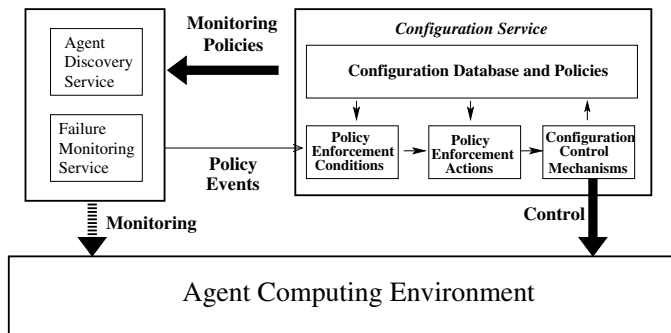 Agent
Discovery
Service
Failure
Monitoring
Service
Monitoring
Policies
Policy
Events
Configuration Service
Configuration Database and Policies
Policy
Enforcement
Conditions
Policy
Enforcement
Actions
Configuration
Control
Mechanisms
Monitoring
Control
Agent Computing Environment